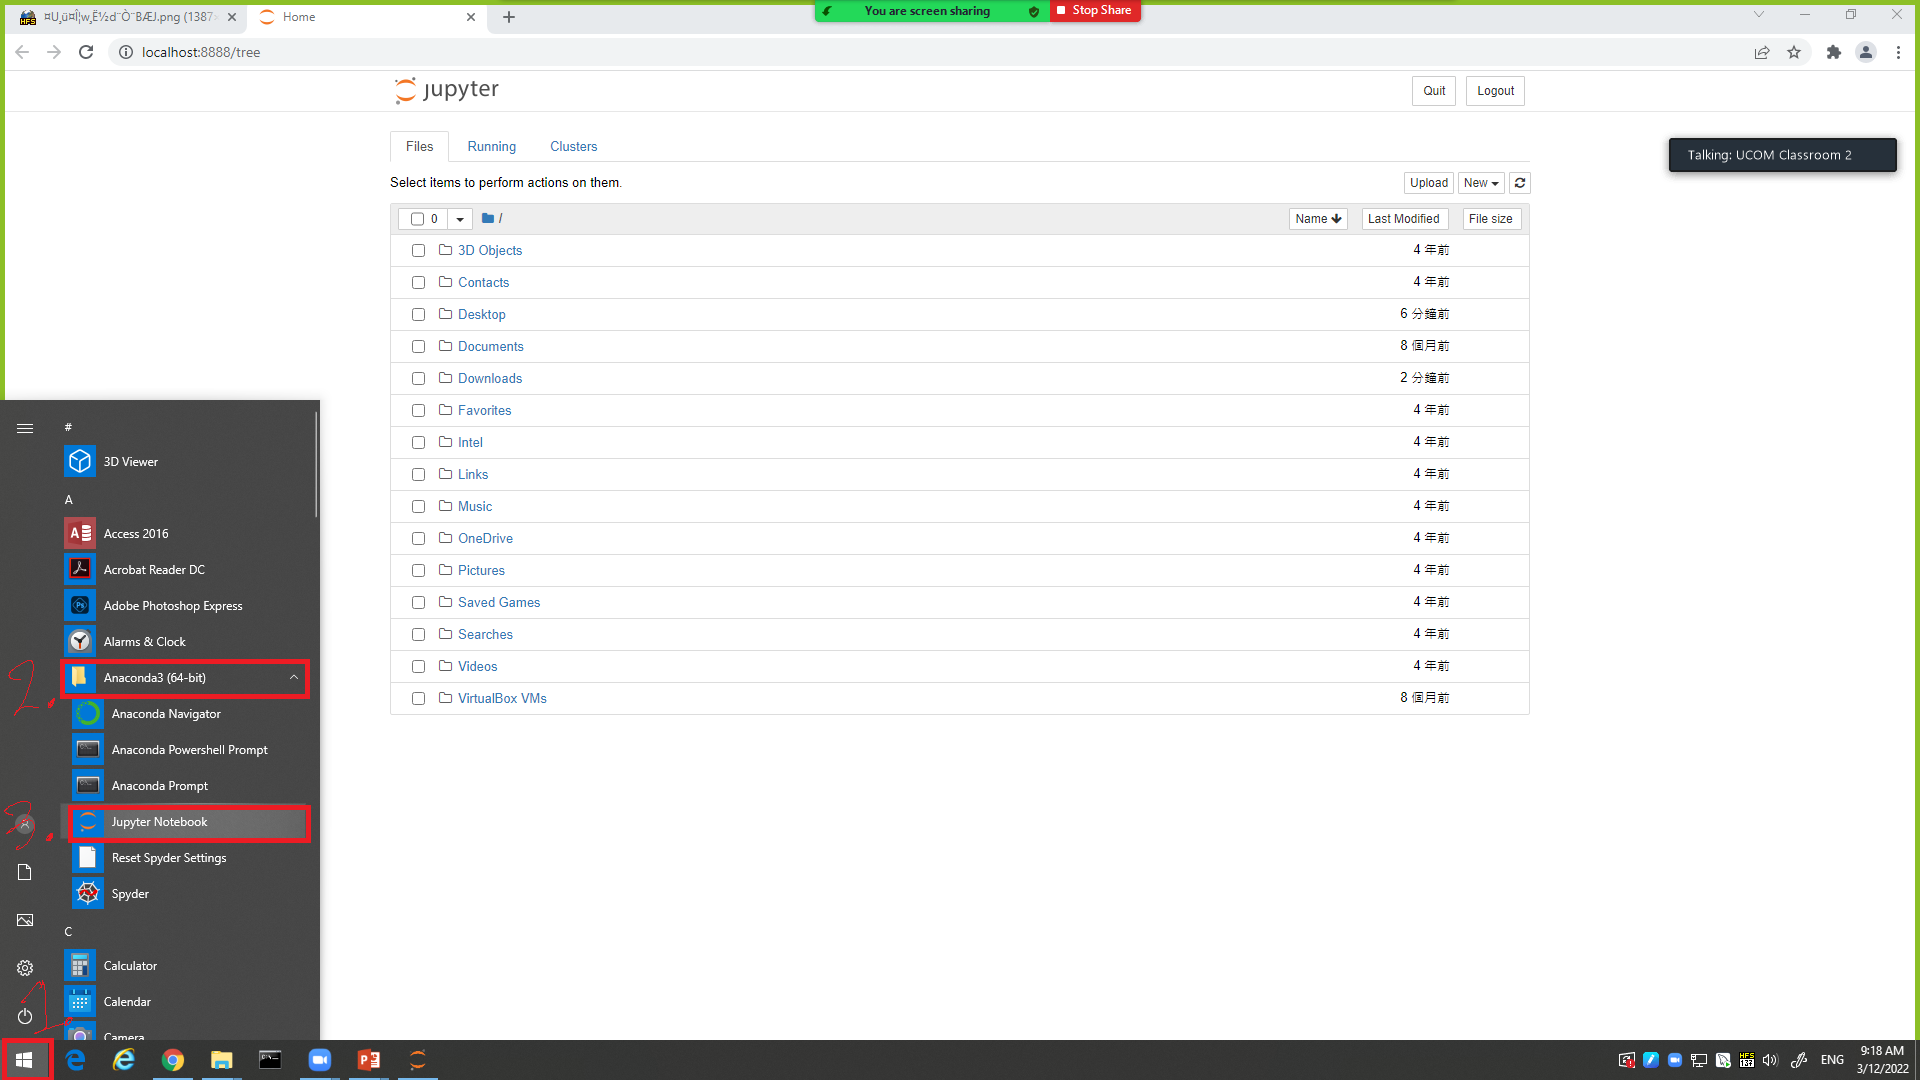 ¤U¸ü¤Î¦w¸Ë½d¨Ò¨BÆJ.png (1387×
Home
You are screen sharing
Stop Share
localhost:8888/tree
jupyter
Quit
Logout
Files
Running
Clusters
Talking: UCOM Classroom 2
Select items to perform actions on them.
Upload
New
0
/
Name
Last Modified
File size
3D Objects
4 年前
Contacts
4 年前
Desktop
6 分鐘前
Documents
8 個月前
Downloads
2 分鐘前
Favorites
4 年前
Intel
4 年前
Links
4 年前
Music
4 年前
OneDrive
4 年前
Pictures
4 年前
Saved Games
4 年前
Searches
4 年前
Videos
4 年前
VirtualBox VMs
8 個月前
#
3D Viewer
A
Access 2016
Acrobat Reader DC
Adobe Photoshop Express
Alarms & Clock
2.
Anaconda3 (64-bit)
Anaconda Navigator
Anaconda Powershell Prompt
Anaconda Prompt
3.
Jupyter Notebook
Reset Spyder Settings
Spyder
C
Calculator
Calendar
1.
Camera
ENG
9:18 AM
3/12/2022